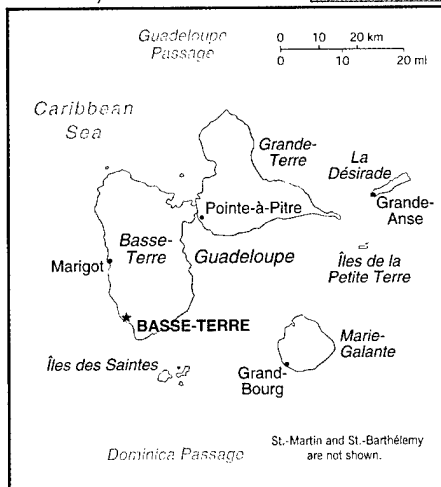 Guadeloupe
Passage
0 10 20 km
0 10 20 mi
Caribbean
Sea
Grande-
Terre
La
Désirade
Pointe-à-Pitre
Grande-
Anse
Basse-
Terre
Guadeloupe
Marigot
Îles de la
Petite Terre
BASSE-TERRE
Marie-
Galante
Îles des Saintes
Grand-
Bourg
Dominica Passage
St.-Martin and St.-Barthélemy
are not shown.